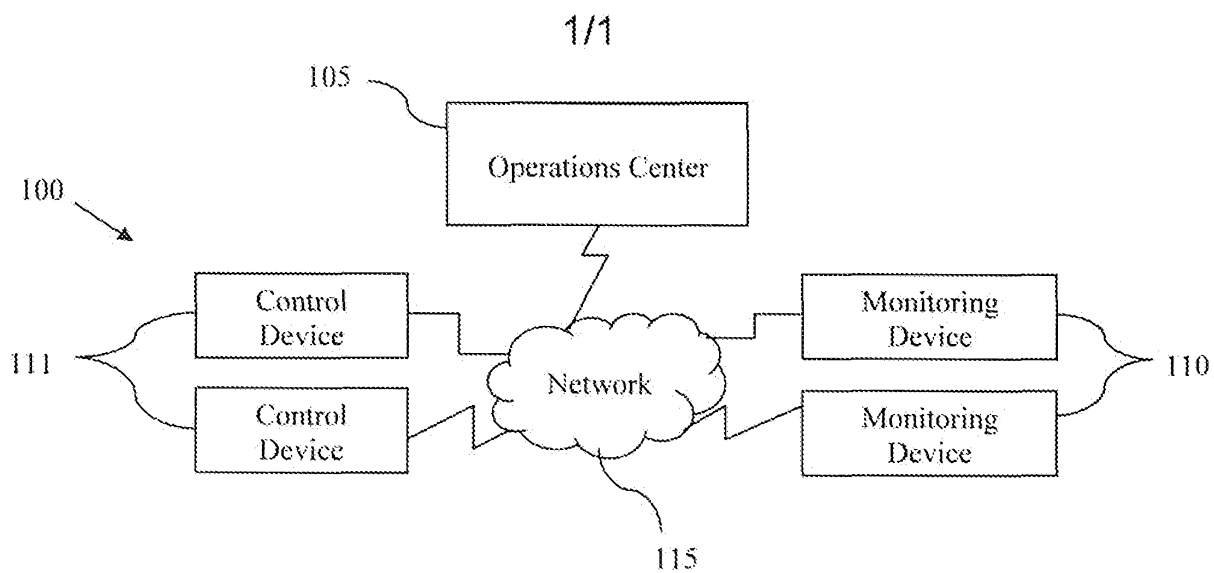 1/1
105
Operations Center
100
Control
Device
Monitoring
Device
111
Network
110
Control
Device
Monitoring
Device
115